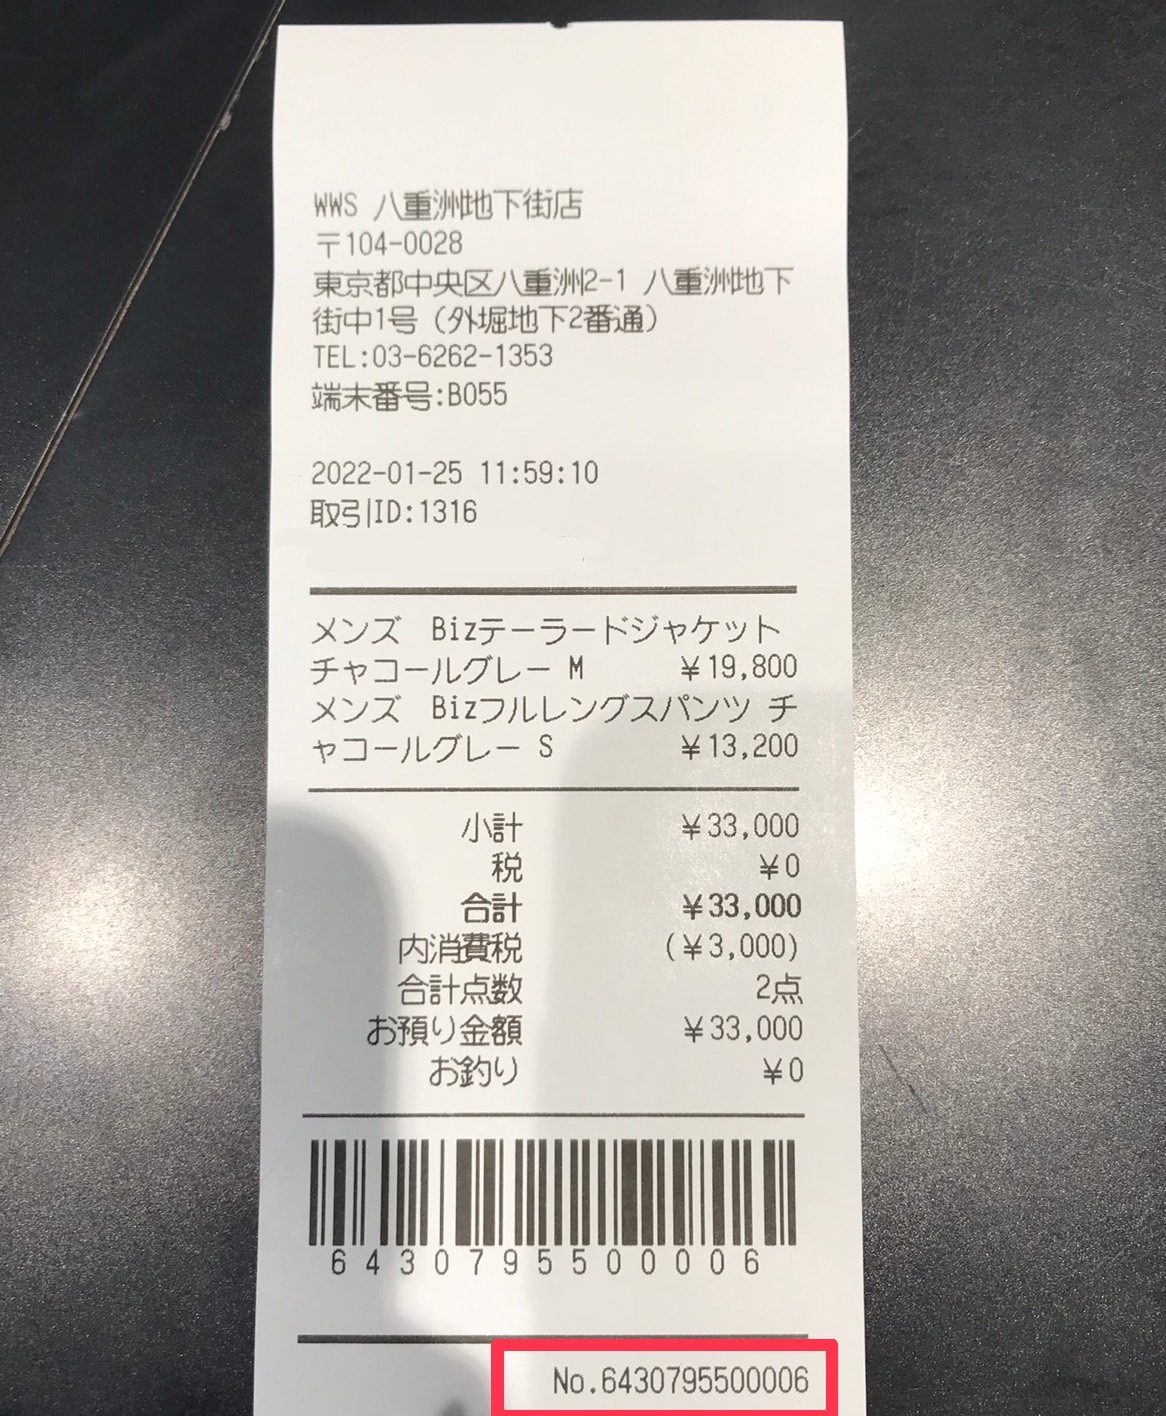 WWS 八重洲地下街店
〒104-0028
東京都中央区八重洲2-1 八重洲地下
街中1号（外堀地下2番通）
TEL:03-6262-1353
端末番号:B055
2022-01-25 11:59:10
取引ID:1316
メンズ Bizテーラードジャケット
チャコールグレー M ¥19,800
メンズ Bizフルレングスパンツ チ
ャコールグレー S ¥13,200
小計 ¥33,000
税 ¥0
合計 ¥33,000
内消費税 (¥3,000)
合計点数 2点
お預り金額 ¥33,000
お釣り ¥0
6430795500006
No.6430795500006